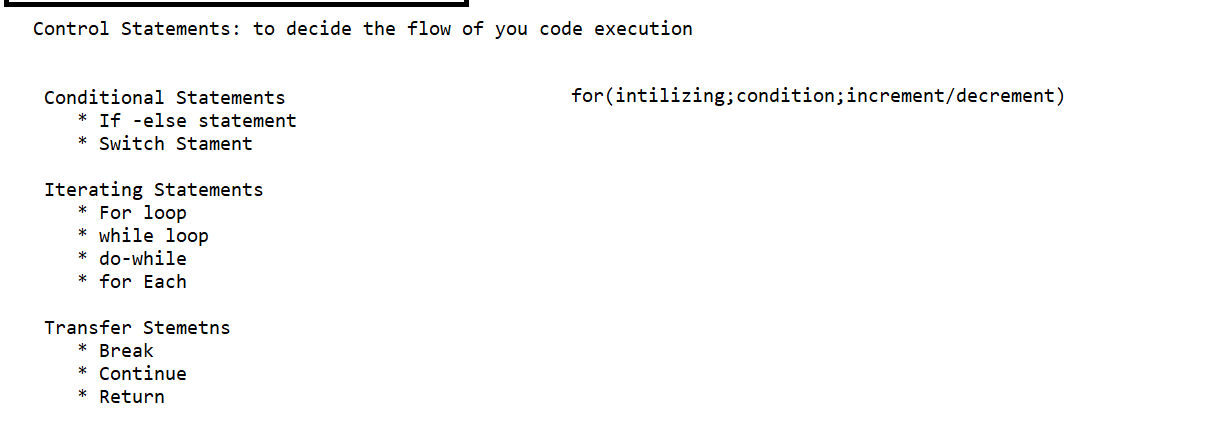 Control Statements: to decide the flow of you code execution
Conditional Statements
* If -else statement
* Switch Stament
Iterating Statements
* For loop
* while loop
* do-while
* for Each
Transfer Stemetns
* Break
* Continue
* Return
for(intilizing;condition;increment/decrement)